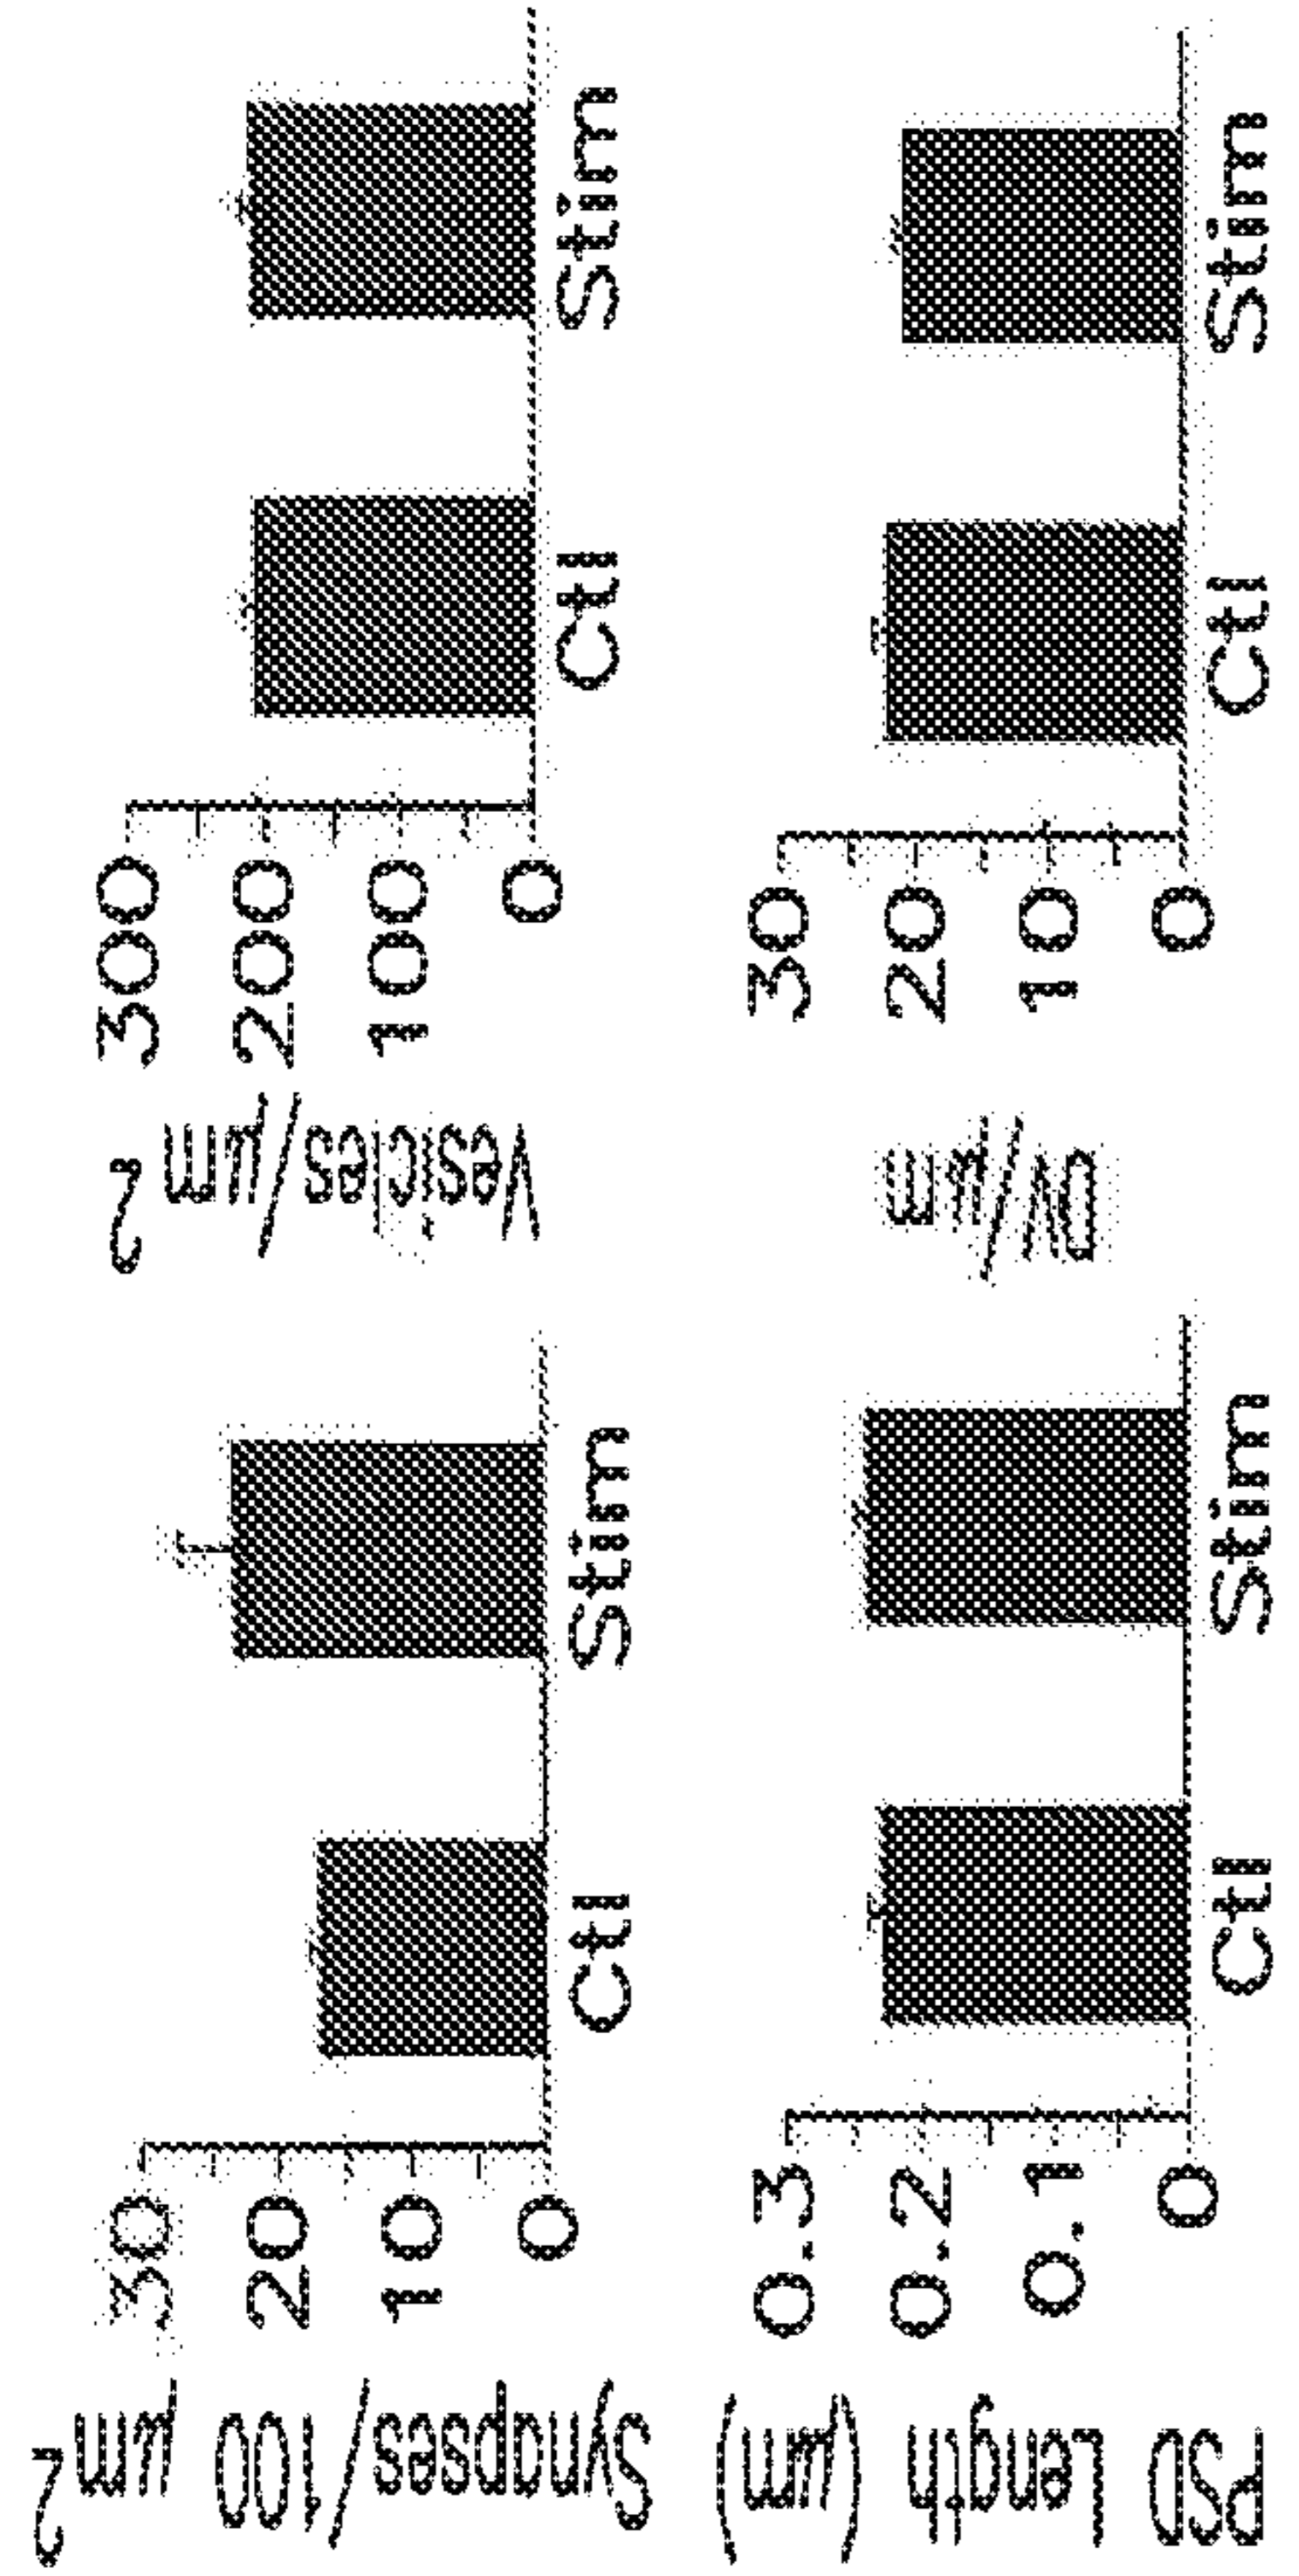 Synapses/100 µm²
30
20
10
0
Ctl
Stim
Vesicles/µm²
300
200
100
0
Ctl
Stim
PSD Length (µm)
0.3
0.2
0.1
0
Ctl
Stim
DV/µm
30
20
10
0
Ctl
Stim